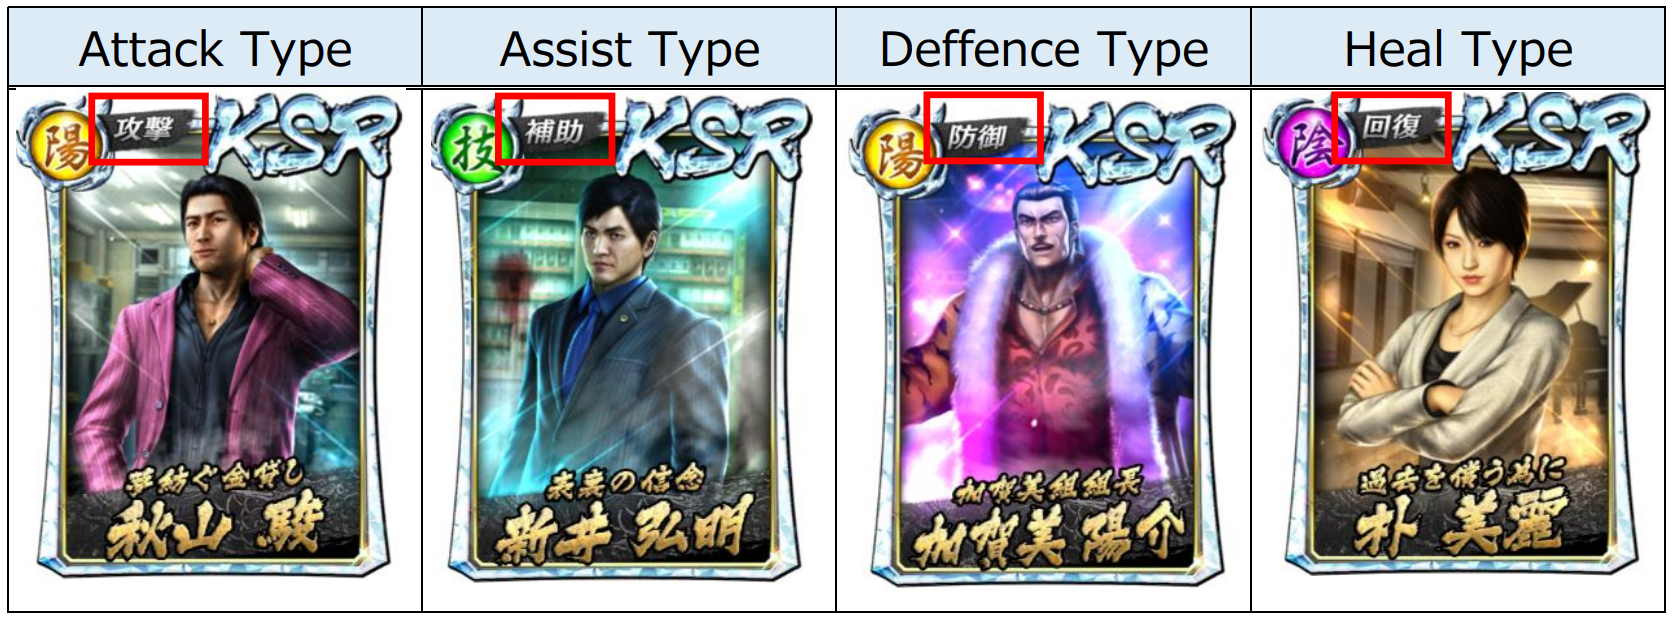 Attack Type
Assist Type
Deffence Type
Heal Type
陽 攻撃 KSR
技 補助 KSR
陽 防御 KSR
陰 回復 KSR
夢紡ぐ金貸し
秋山 駿
表裏の信念
新井 弘明
加賀美組組長
加賀美 陽介
過去を償う為に
朴 美麗